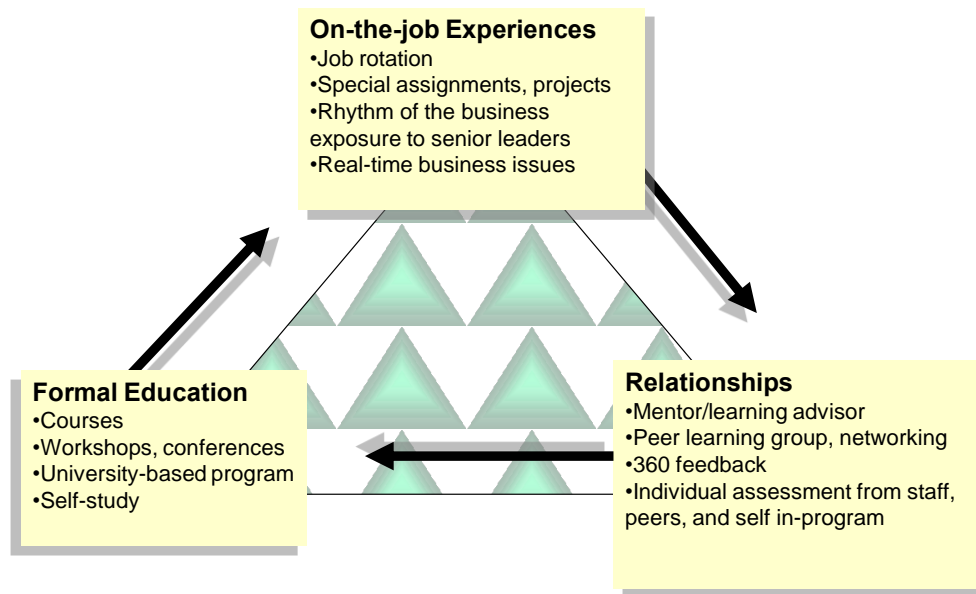 On-the-job Experiences
•Job rotation
•Special assignments, projects
•Rhythm of the business
exposure to senior leaders
•Real-time business issues
Formal Education
•Courses
•Workshops, conferences
•University-based program
•Self-study
Relationships
•Mentor/learning advisor
•Peer learning group, networking
•360 feedback
•Individual assessment from staff,
peers, and self in-program